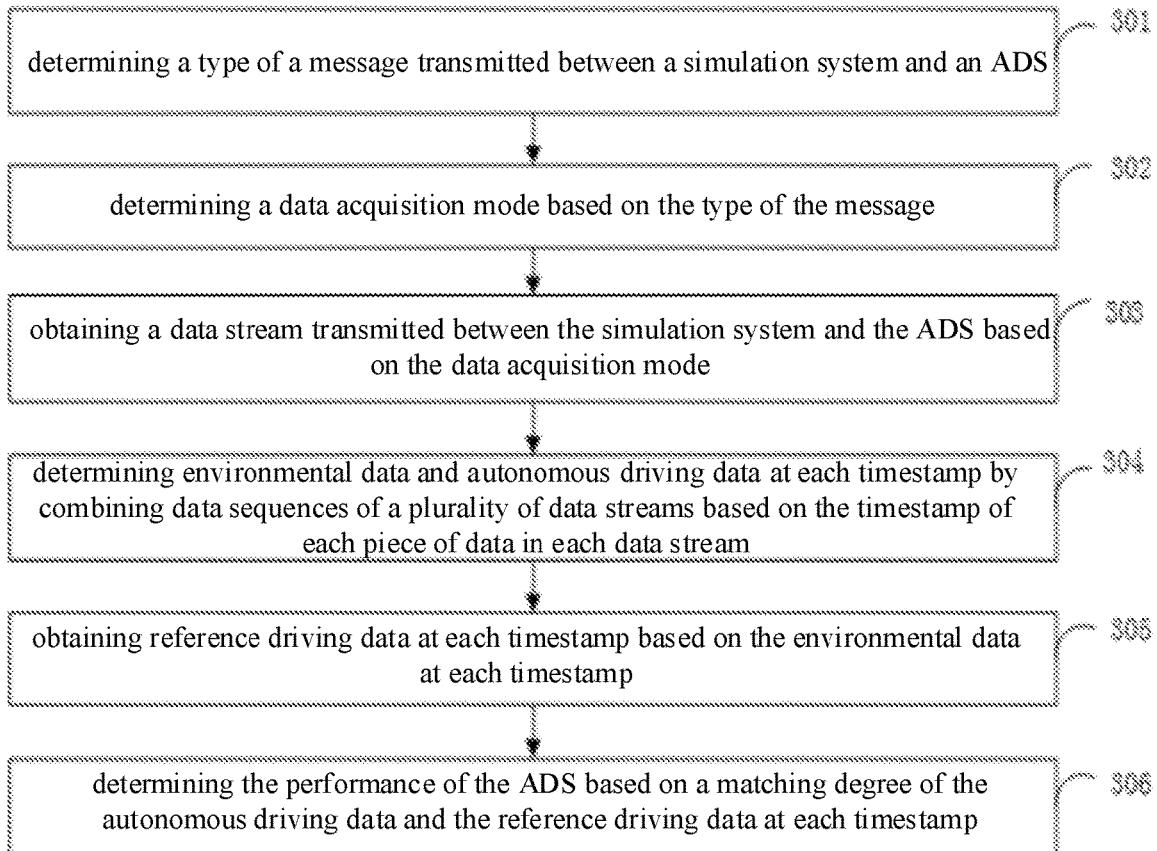 301
determining a type of a message transmitted between a simulation system and an ADS
302
determining a data acquisition mode based on the type of the message
303
obtaining a data stream transmitted between the simulation system and the ADS based
on the data acquisition mode
304
determining environmental data and autonomous driving data at each timestamp by
combining data sequences of a plurality of data streams based on the timestamp of
each piece of data in each data stream
305
obtaining reference driving data at each timestamp based on the environmental data
at each timestamp
306
determining the performance of the ADS based on a matching degree of the
autonomous driving data and the reference driving data at each timestamp